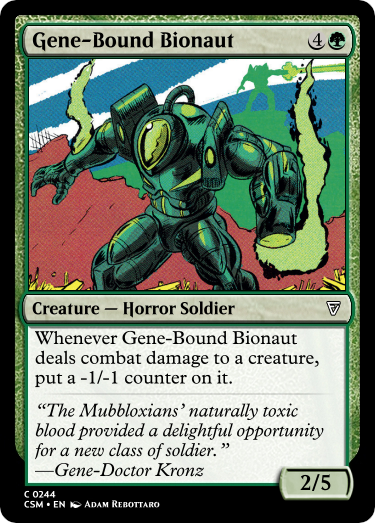 Gene-Bound Bionaut 4
Creature — Horror Soldier
Whenever Gene-Bound Bionaut
deals combat damage to a creature,
put a -1/-1 counter on it.
“The Mubbloxians’ naturally toxic
blood provided a delightful opportunity
for a new class of soldier.”
—Gene-Doctor Kronz
2/5
C 0244
CSM • EN Adam Rebottaro